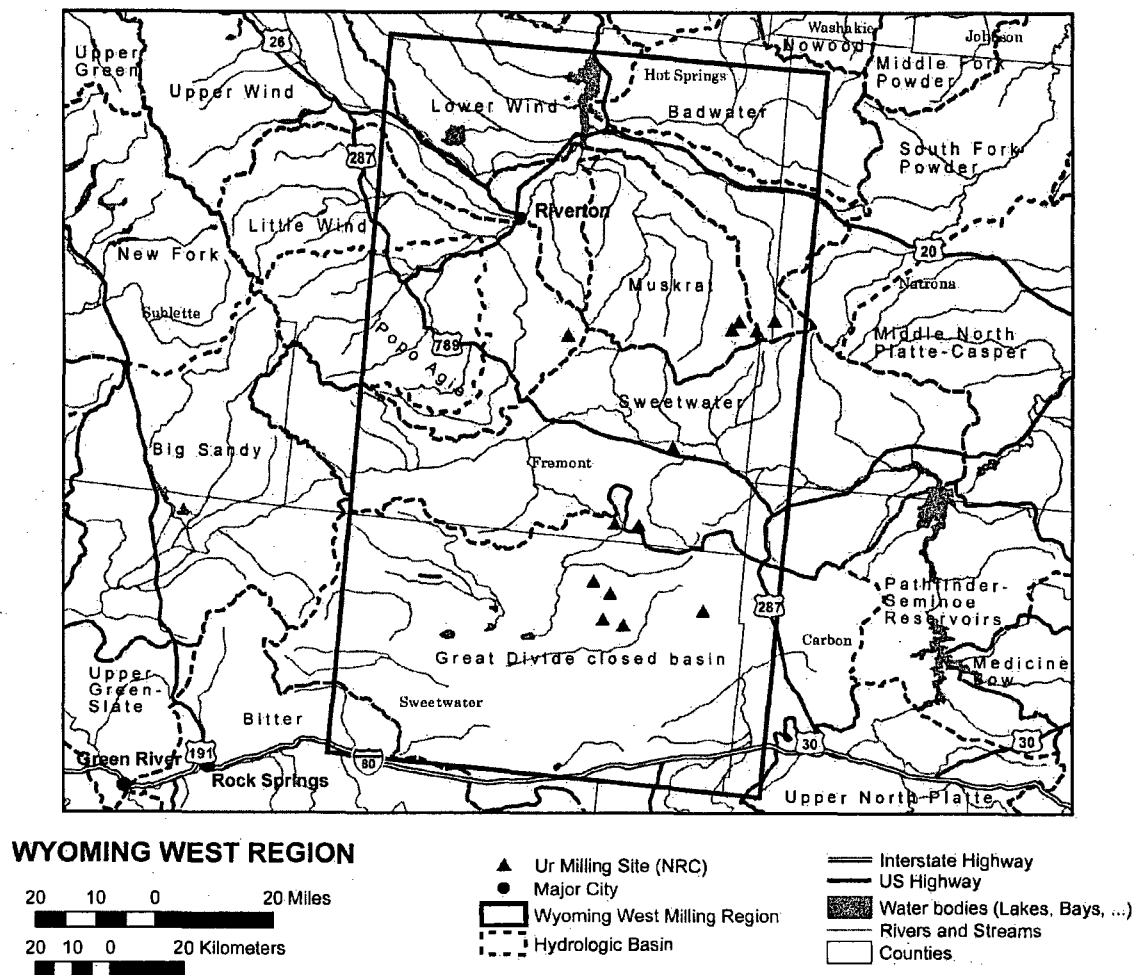 Washakie
Nowood
Johnson
Upper
Green
26
Hot Springs
Middle Fork
Powder
Upper Wind
Lower Wind
Badwater
South Fork
Powder
287
Riverton
Little Wind
New Fork
20
Muskrat
Natrona
Sublette
Popo Agie
789
Middle North
Platte-Casper
Sweetwater
Big Sandy
Fremont
Pathfinder-
Seminoe
Reservoirs
287
Carbon
Great Divide closed basin
Medicine
Bow
Upper
Green-
Slate
Sweetwater
Bitter
Green River
191
30
30
80
Rock Springs
Upper North Platte
WYOMING WEST REGION
20 10 0 20 Miles
20 10 0 20 Kilometers
Ur Milling Site (NRC)
Major City
Wyoming West Milling Region
Hydrologic Basin
Interstate Highway
US Highway
Water bodies (Lakes, Bays, ...)
Rivers and Streams
Counties